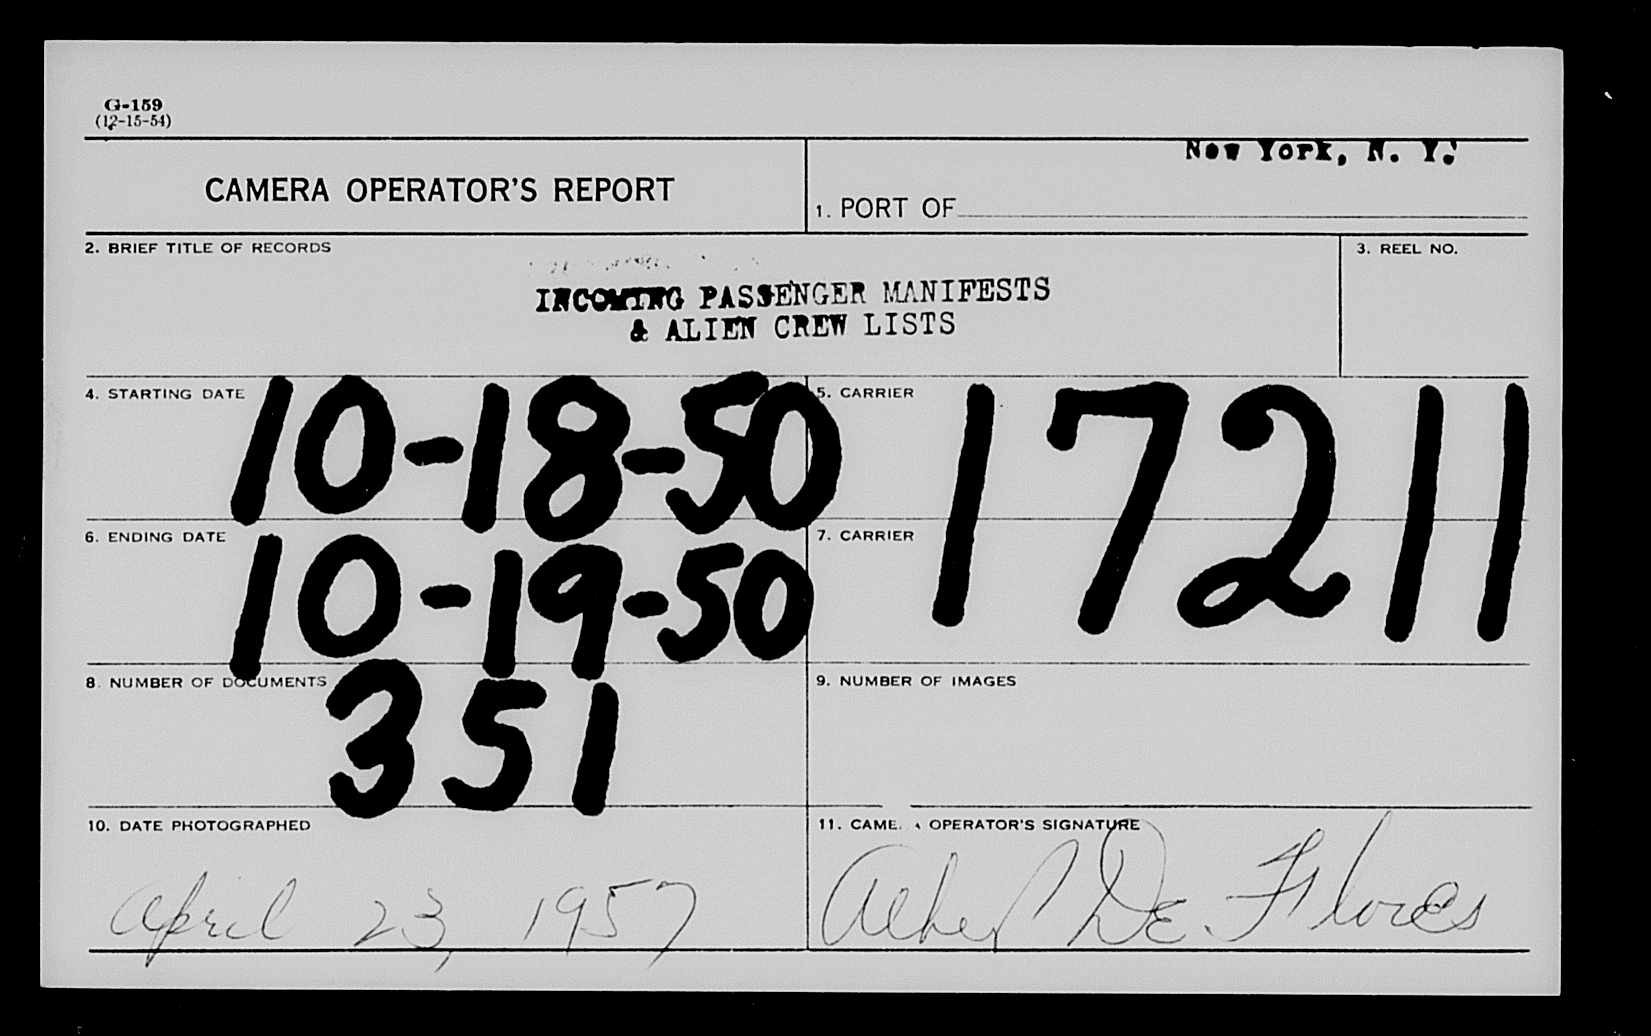 G-159
(12-15-54)
New York, N. Y.
CAMERA OPERATOR'S REPORT
1. PORT OF
2. BRIEF TITLE OF RECORDS
3. REEL NO.
INCOMING PASSENGER MANIFESTS
& ALIEN CREW LISTS
4. STARTING DATE
10-18-50
5. CARRIER
17211
6. ENDING DATE
10-19-50
7. CARRIER
8. NUMBER OF DOCUMENTS
351
9. NUMBER OF IMAGES
10. DATE PHOTOGRAPHED
April 23, 1957
11. CAME A OPERATOR'S SIGNATURE
De Flores